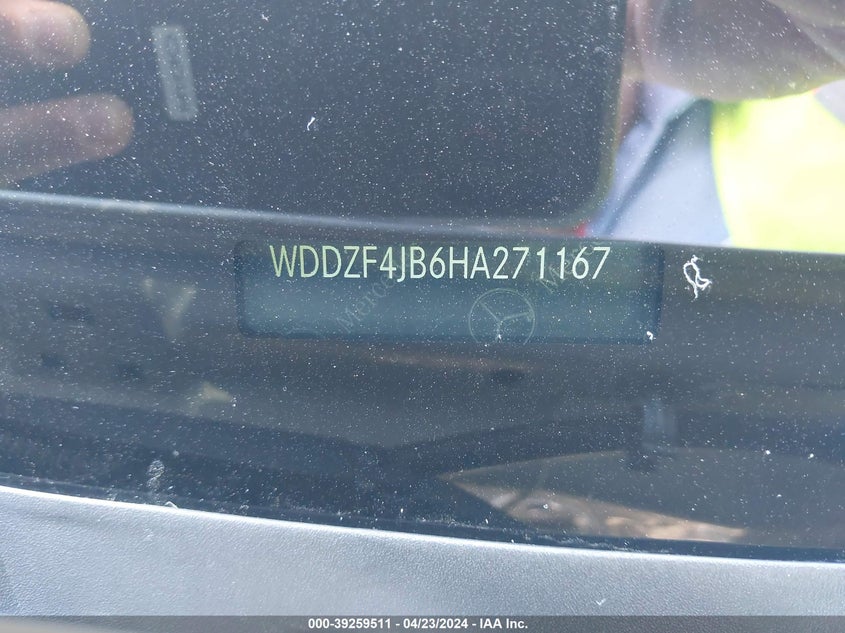 WDDZF4JB6HA271167
000-39259511 - 04/23/2024 - IAA Inc.